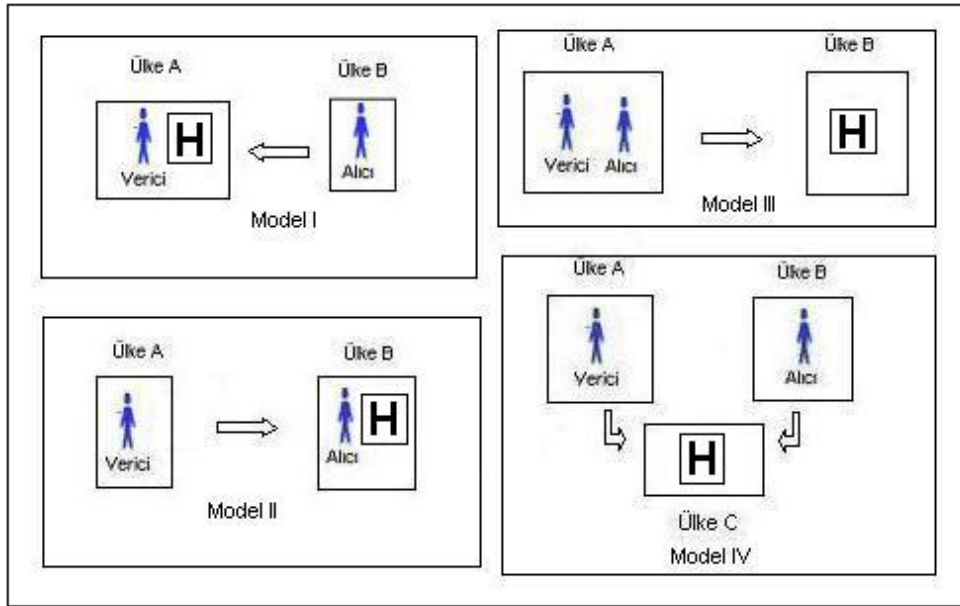 Ülke A
Ülke B
H
Verici
Alıcı
Model I
Ülke A
Ülke B
H
Verici
Alıcı
Model III
Ülke A
Ülke B
H
Verici
Alıcı
Model II
Ülke A
Ülke B
Verici
Alıcı
H
Ülke C
Model IV